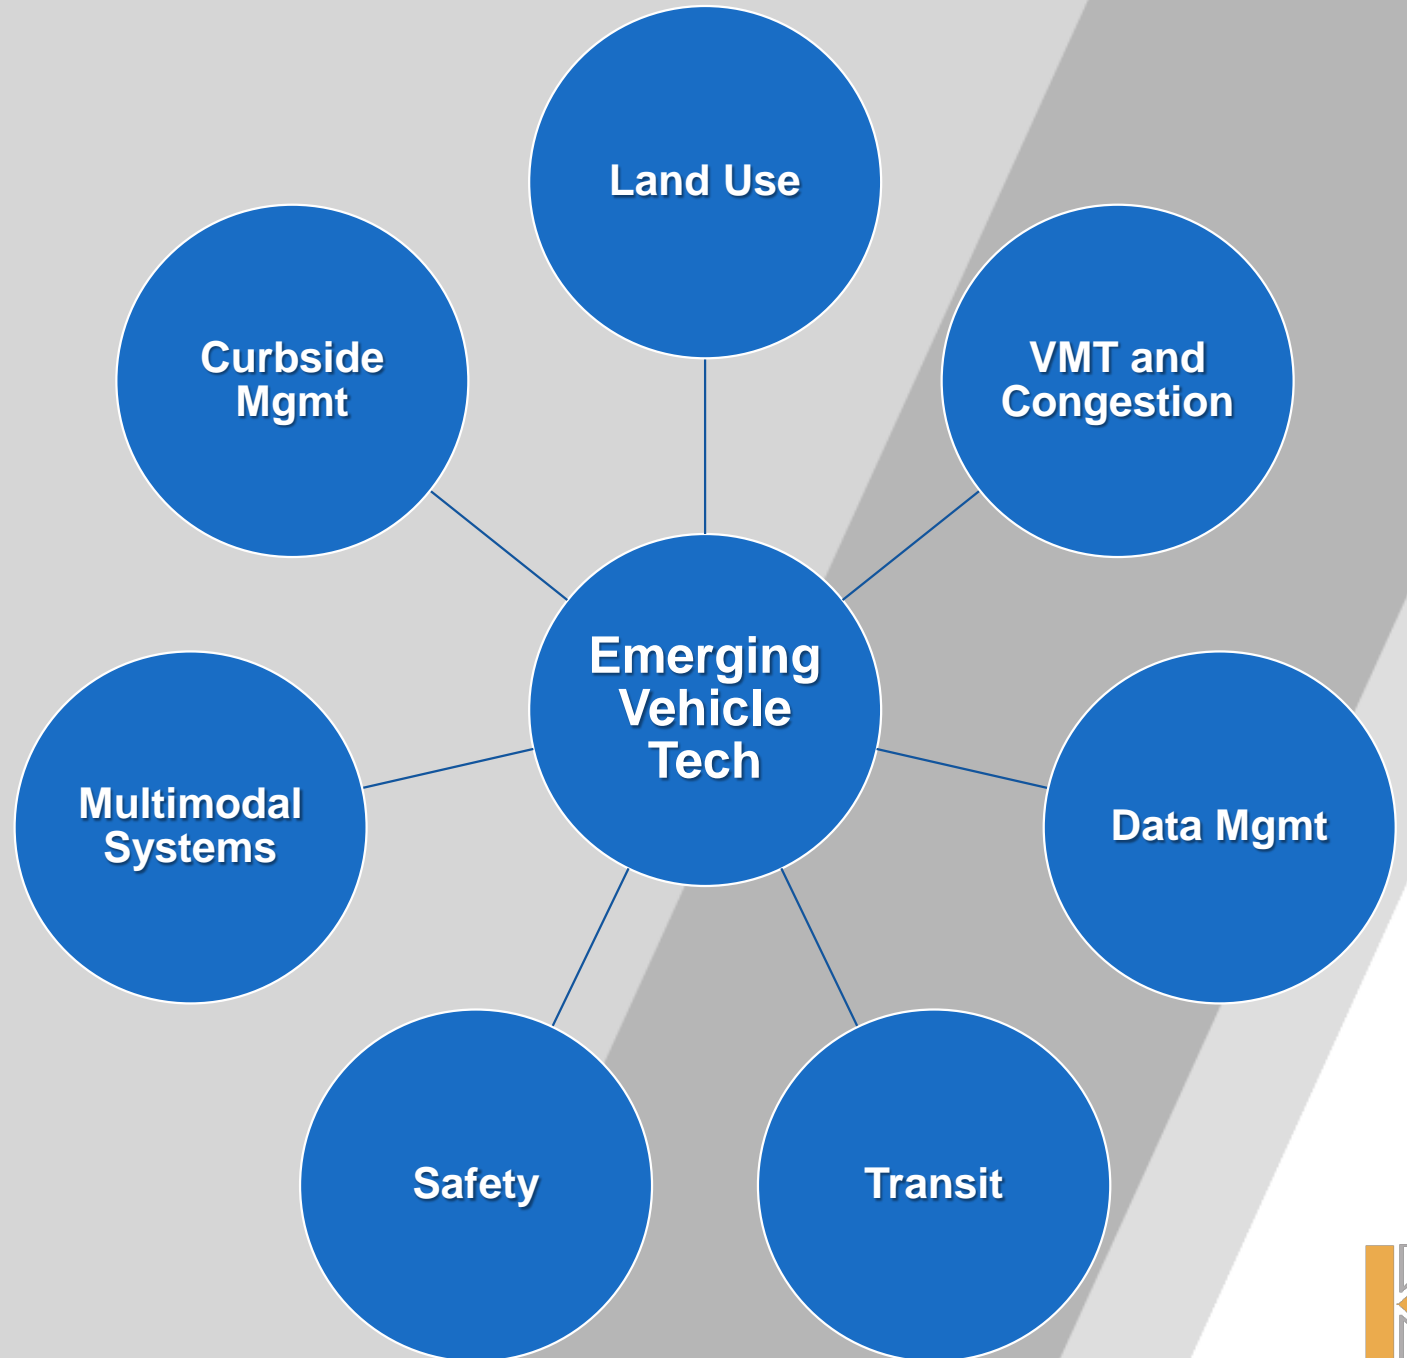 Land Use
Curbside
Mgmt
VMT and
Congestion
Emerging
Vehicle
Tech
Multimodal
Systems
Data Mgmt
Safety
Transit